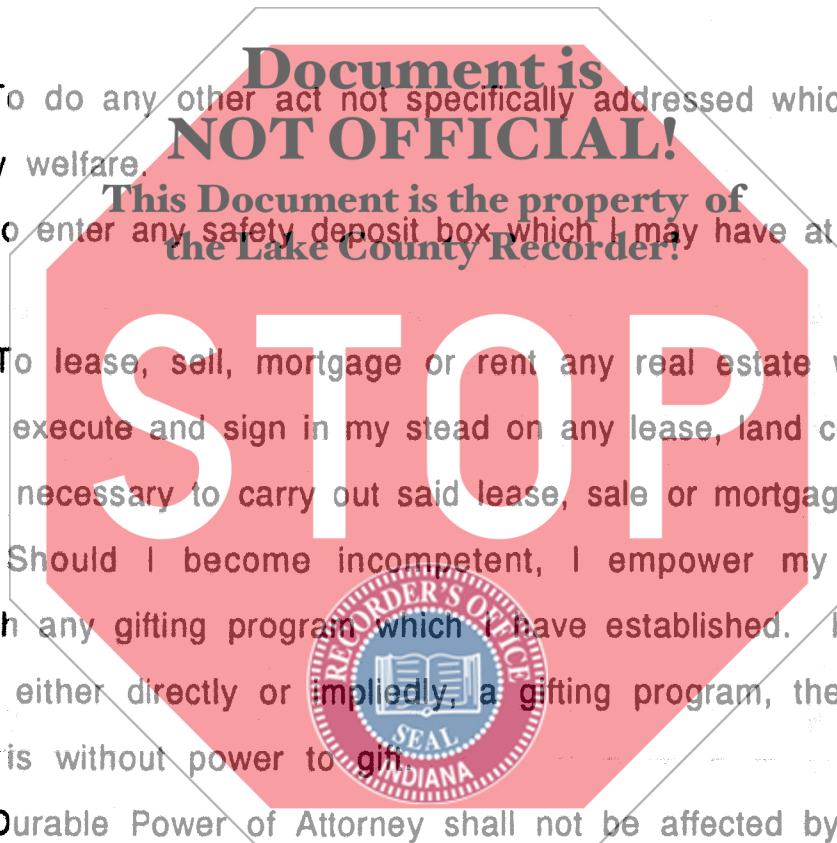 Document is
To do any other act not specifically addressed whic
NOT OFFICIAL!
y welfare.
This Document is the property of
o enter any safety deposit box which I may have at
the Lake County Recorder!
STOP
To lease, sell, mortgage or rent any real estate
execute and sign in my stead on any lease, land c
necessary to carry out said lease, sale or mortgag
Should I become incompetent, I empower my
h any gifting program which I have established.
either directly or impliedly, a gifting program, the
is without power to gift.
RECORDER'S OFFICE
SEAL
INDIANA
Durable Power of Attorney shall not be affected by